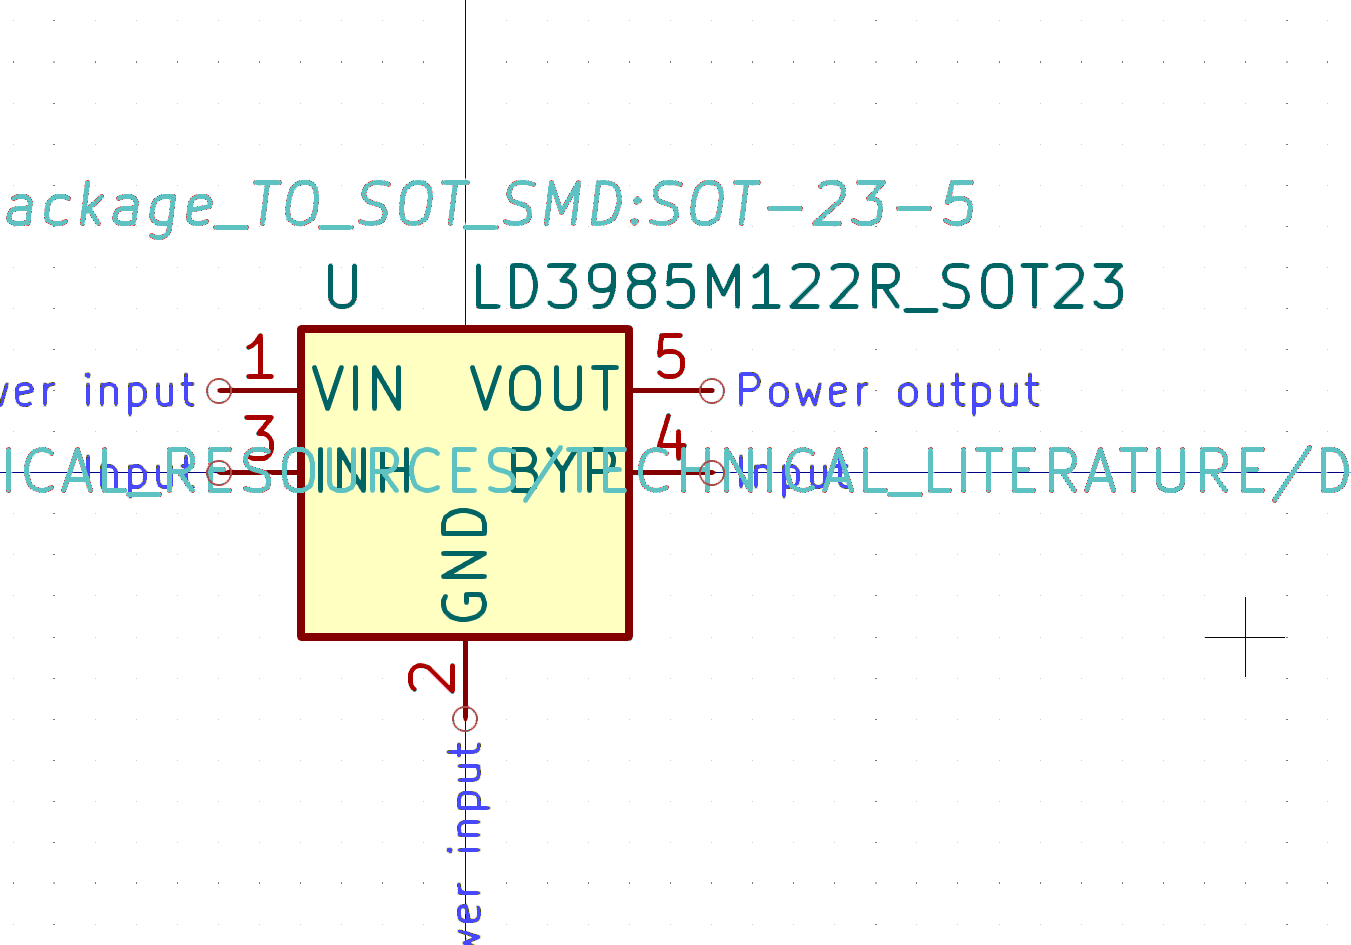 ackage_TO_SOT_SMD:SOT-23-5
U LD3985M122R_SOT23
1 5
wer input VIN VOUT Power output
3 4
Input INH BYP Input
ICAL_RESOURCES/TECHNICAL_LITERATURE/D
GND
2
wer input